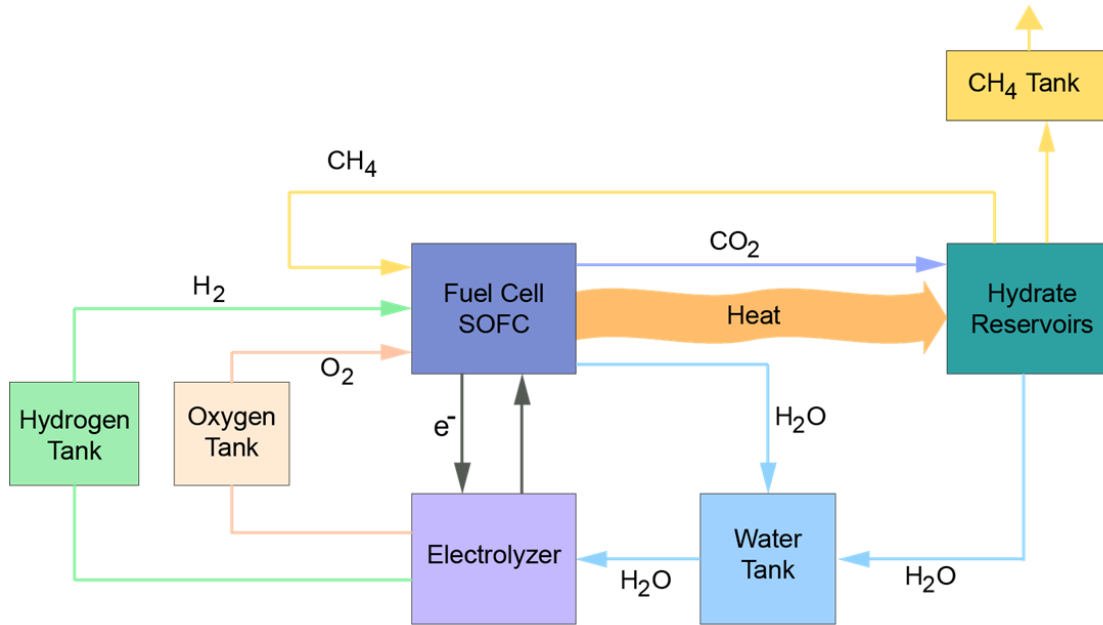 CH₄ Tank
CH₄
CO₂
H₂
Fuel Cell
SOFC
Heat
Hydrate
Reservoirs
O₂
Hydrogen
Tank
Oxygen
Tank
e⁻
H₂O
Electrolyzer
Water
Tank
H₂O
H₂O